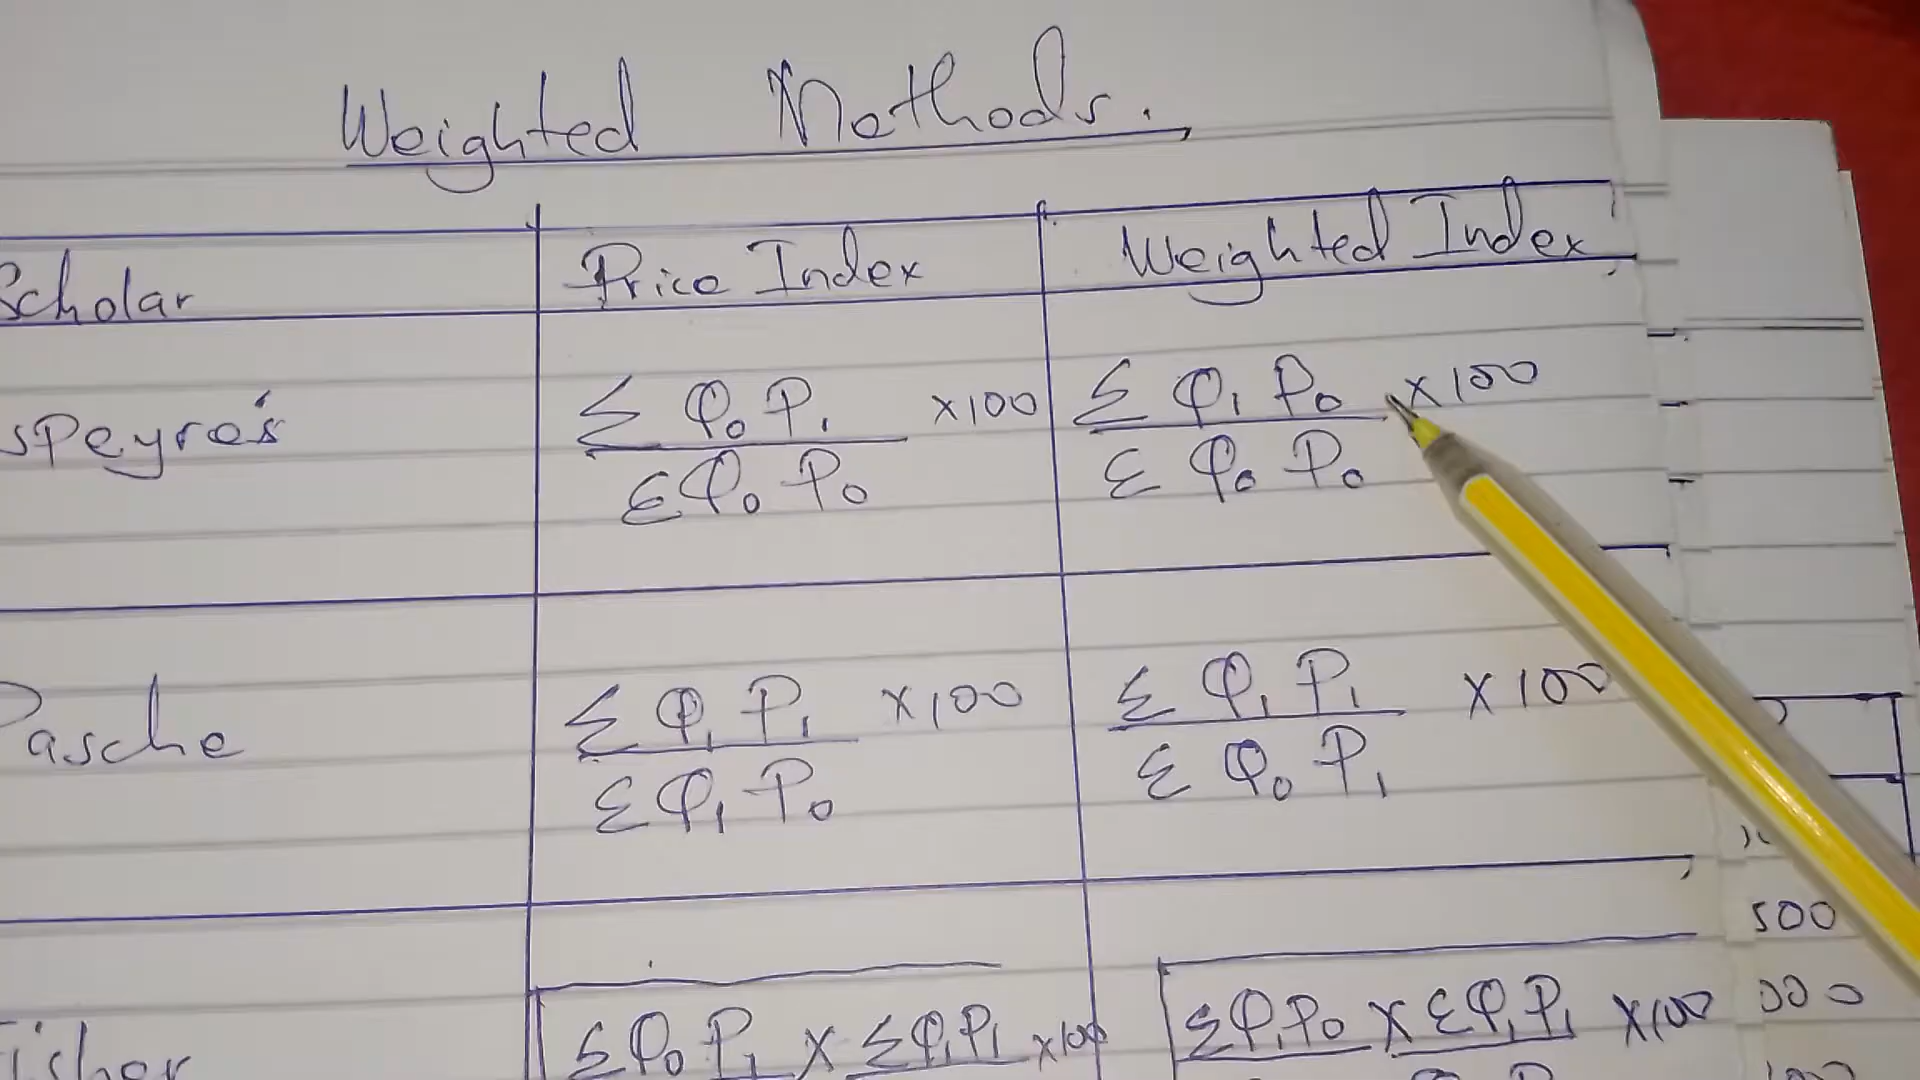 Weighted Methods.
Scholar Price Index Weighted Index
speyre's Σ Q₀ P₁ x100 Σ Q₁ P₀ x100
Σ Q₀ P₀ Σ Q₀ P₀
Pasche Σ Q₁ P₁ x100 Σ Q₁ P₁ x100
Σ Q₁ P₀ Σ Q₀ P₁
500
Fisher Σ Q₀ P₁ x Σ Q₁ P₁ x100 Σ Q₁ P₀ x Σ Q₁ P₁ x100 000